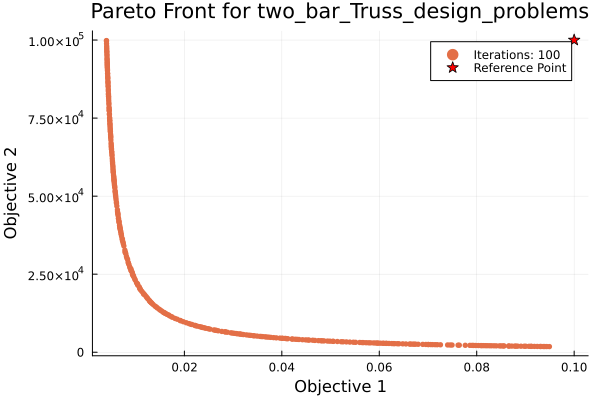 Pareto Front for two_bar_Truss_design_problems
1.00×10⁵
7.50×10⁴
5.00×10⁴
2.50×10⁴
0
Objective 2
Iterations: 100
Reference Point
0.02 0.04 0.06 0.08 0.10
Objective 1